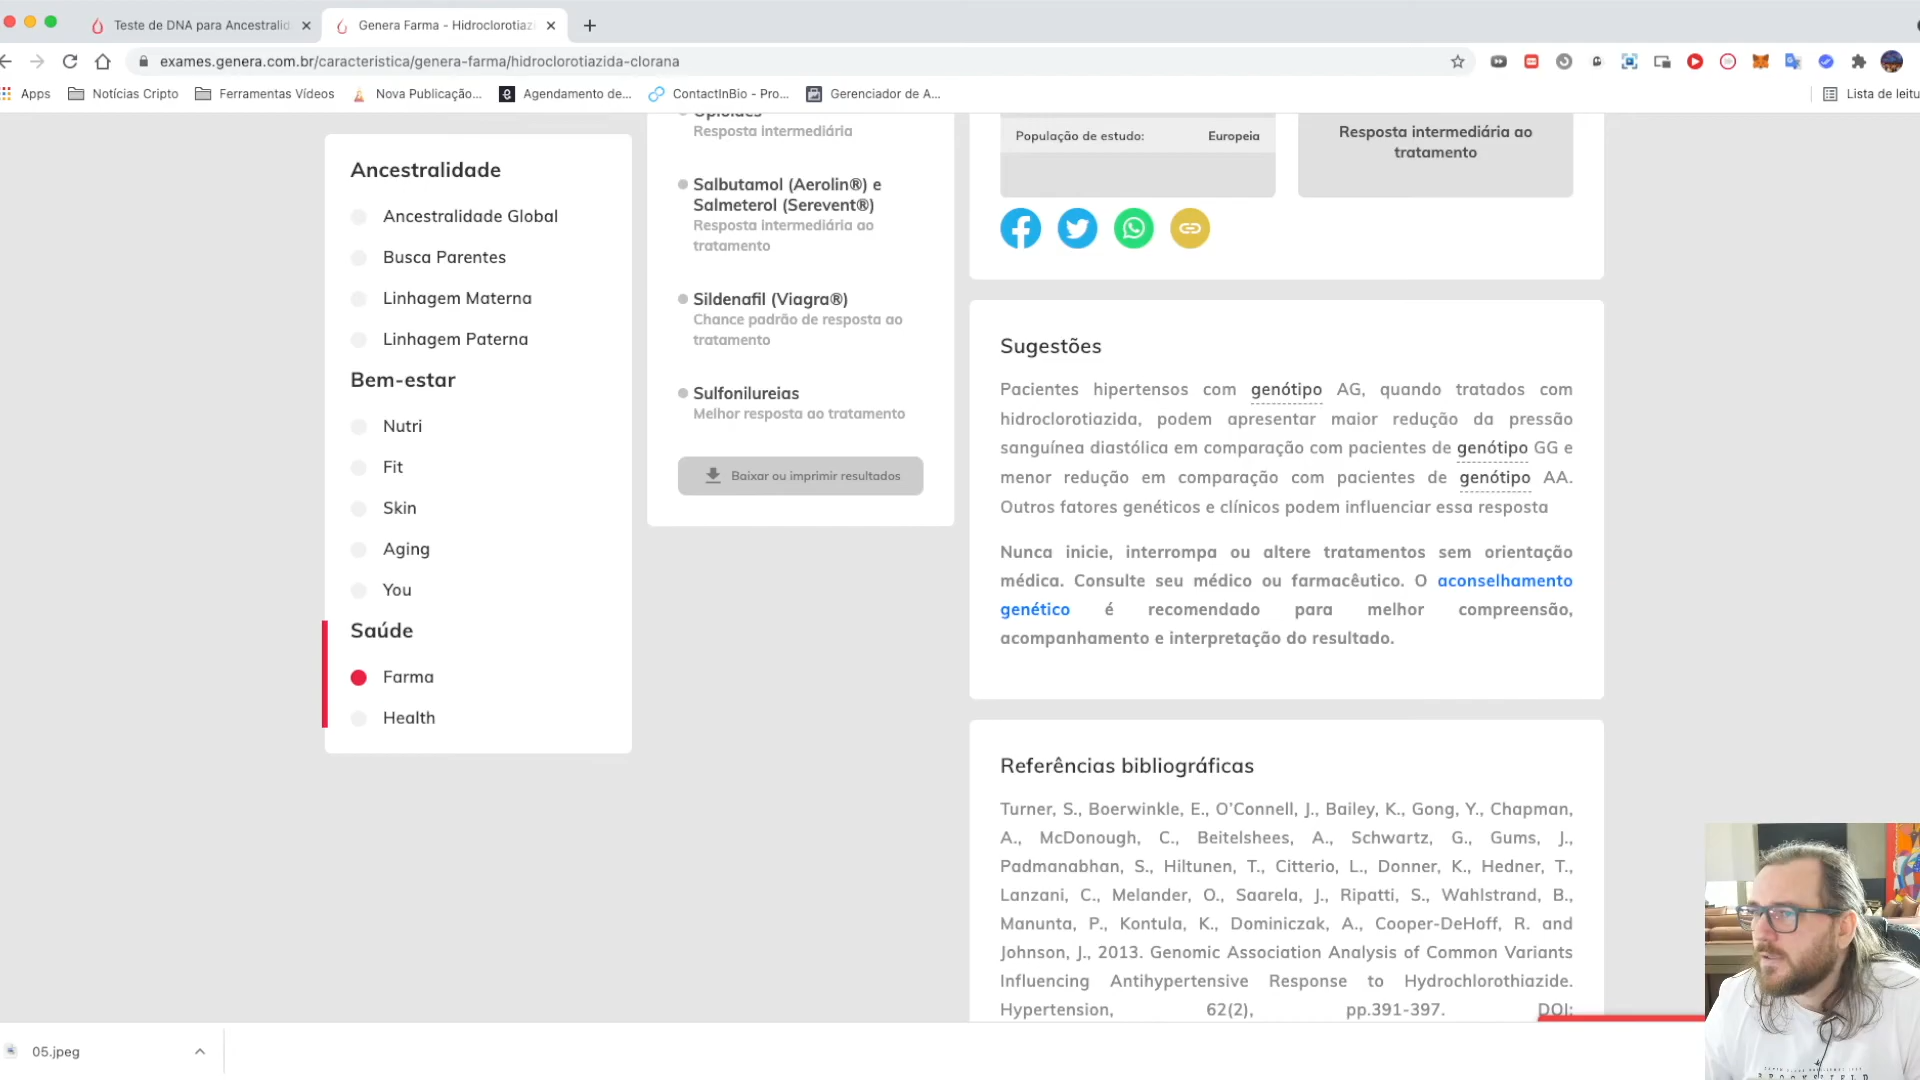 Teste de DNA para Ancestralid
Genera Farma - Hidroclorotiaz
exames.genera.com.br/caracteristica/genera-farma/hidroclorotiazida-clorana
Apps
Notícias Cripto
Ferramentas Vídeos
Nova Publicação...
Agendamento de...
ContactInBio - Pro...
Gerenciador de A...
Lista de leitu
Ancestralidade
Ancestralidade Global
Busca Parentes
Linhagem Materna
Linhagem Paterna
Bem-estar
Nutri
Fit
Skin
Aging
You
Saúde
Farma
Health
Opioides
Resposta intermediária
Salbutamol (Aerolin®) e
Salmeterol (Serevent®)
Resposta intermediária ao
tratamento
Sildenafil (Viagra®)
Chance padrão de resposta ao
tratamento
Sulfonilureias
Melhor resposta ao tratamento
Baixar ou imprimir resultados
População de estudo: Europeia
Resposta intermediária ao
tratamento
Sugestões
Pacientes hipertensos com genótipo AG, quando tratados com
hidroclorotiazida, podem apresentar maior redução da pressão
sanguínea diastólica em comparação com pacientes de genótipo GG e
menor redução em comparação com pacientes de genótipo AA.
Outros fatores genéticos e clínicos podem influenciar essa resposta
Nunca inicie, interrompa ou altere tratamentos sem orientação
médica. Consulte seu médico ou farmacêutico. O aconselhamento
genético é recomendado para melhor compreensão,
acompanhamento e interpretação do resultado.
Referências bibliográficas
Turner, S., Boerwinkle, E., O'Connell, J., Bailey, K., Gong, Y., Chapman,
A., McDonough, C., Beitelshees, A., Schwartz, G., Gums, J.,
Padmanabhan, S., Hiltunen, T., Citterio, L., Donner, K., Hedner, T.,
Lanzani, C., Melander, O., Saarela, J., Ripatti, S., Wahlstrand, B.,
Manunta, P., Kontula, K., Dominiczak, A., Cooper-DeHoff, R. and
Johnson, J., 2013. Genomic Association Analysis of Common Variants
Influencing Antihypertensive Response to Hydrochlorothiazide.
Hypertension, 62(2), pp.391-397. DOI:
05.jpeg